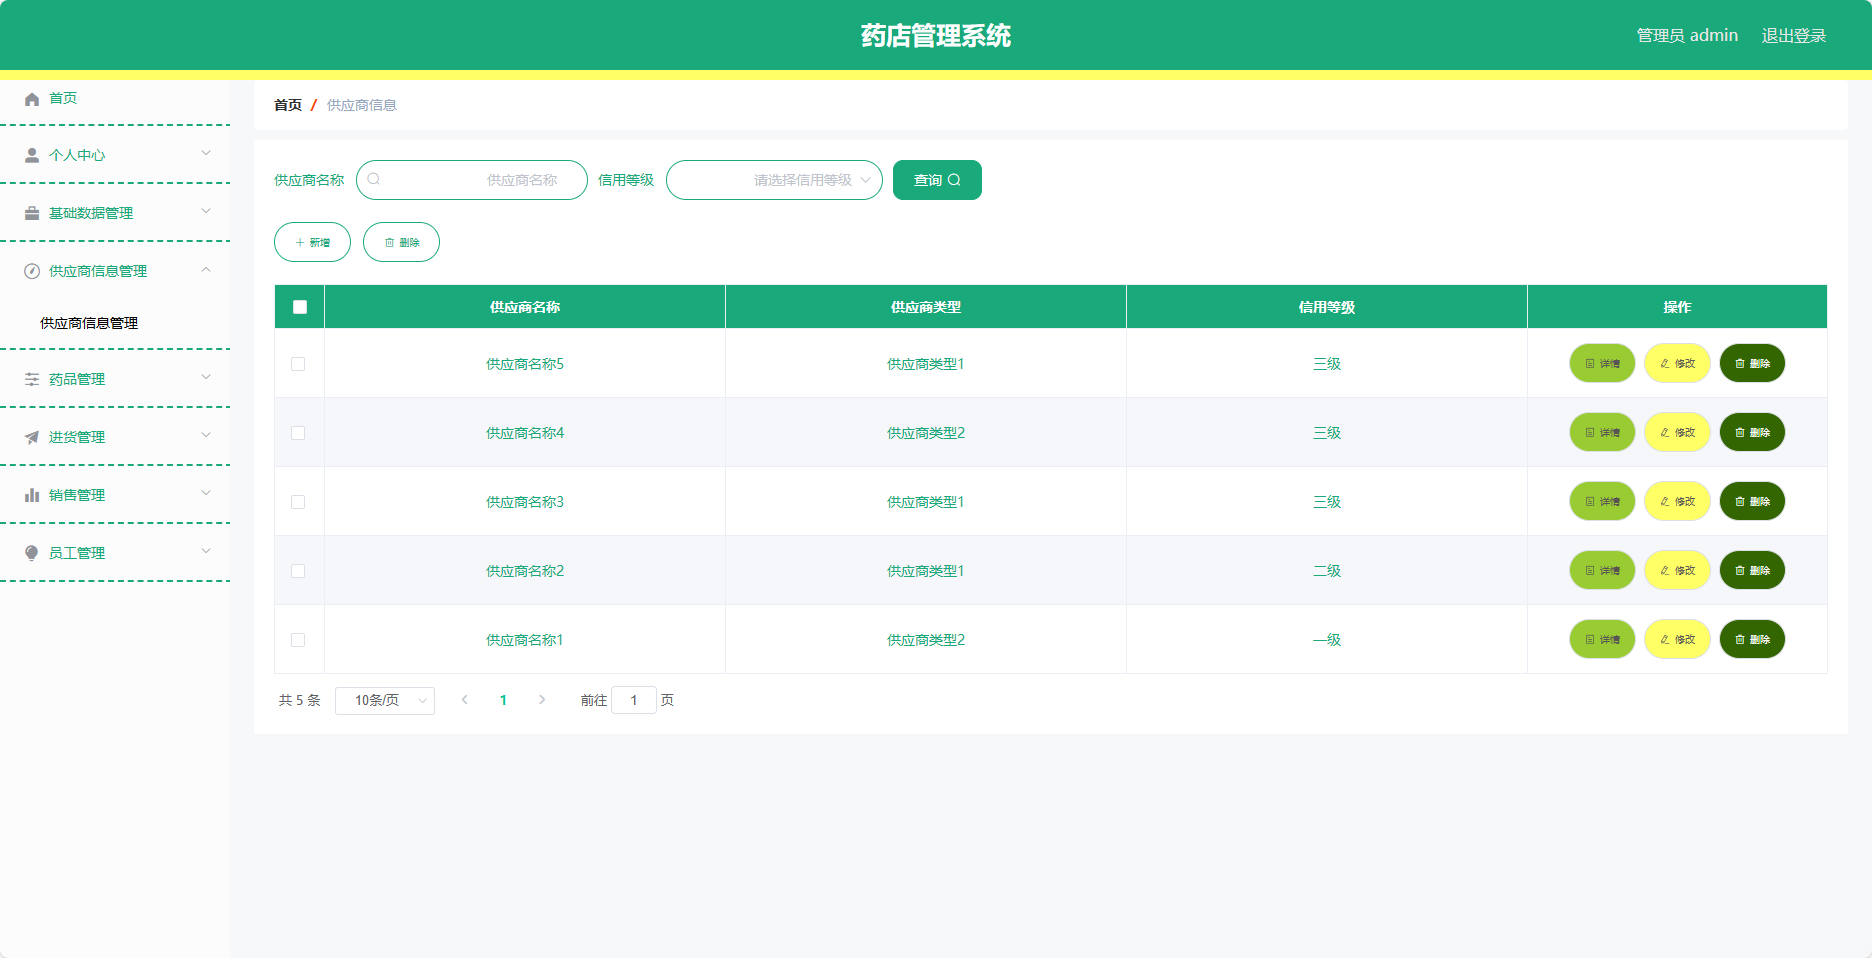 药店管理系统
管理员 admin 退出登录
首页
个人中心
基础数据管理
供应商信息管理
供应商信息管理
药品管理
进货管理
销售管理
员工管理
首页 / 供应商信息
供应商名称 供应商名称 信用等级 请选择信用等级 查询
新增 删除
供应商名称 供应商类型 信用等级 操作
供应商名称5 供应商类型1 三级 详情 修改 删除
供应商名称4 供应商类型2 三级 详情 修改 删除
供应商名称3 供应商类型1 三级 详情 修改 删除
供应商名称2 供应商类型1 二级 详情 修改 删除
供应商名称1 供应商类型2 一级 详情 修改 删除
共 5 条 10条/页 1 前往 1 页